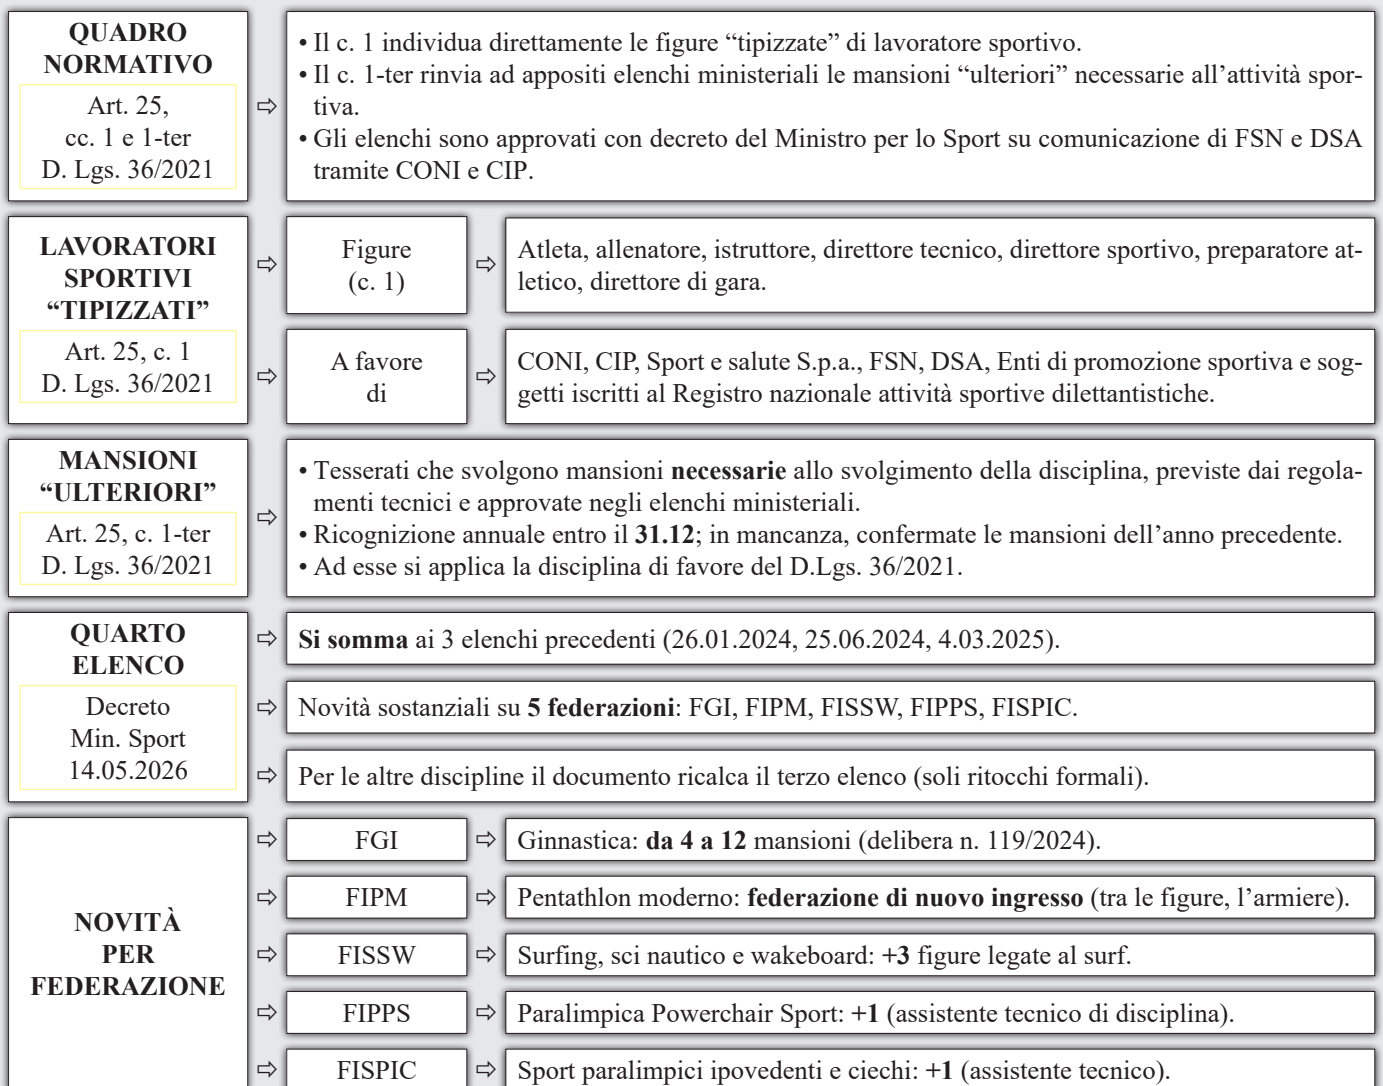 QUADRO
NORMATIVO
Art. 25,
cc. 1 e 1-ter
D. Lgs. 36/2021
⇨
• Il c. 1 individua direttamente le figure “tipizzate” di lavoratore sportivo.
• Il c. 1-ter rinvia ad appositi elenchi ministeriali le mansioni “ulteriori” necessarie all’attività spor-
tiva.
• Gli elenchi sono approvati con decreto del Ministro per lo Sport su comunicazione di FSN e DSA
tramite CONI e CIP.
LAVORATORI
SPORTIVI
“TIPIZZATI”
Art. 25, c. 1
D. Lgs. 36/2021
⇨
Figure
(c. 1)
⇨
Atleta, allenatore, istruttore, direttore tecnico, direttore sportivo, preparatore at-
letico, direttore di gara.
⇨
A favore
di
⇨
CONI, CIP, Sport e salute S.p.a., FSN, DSA, Enti di promozione sportiva e sog-
getti iscritti al Registro nazionale attività sportive dilettantistiche.
MANSIONI
“ULTERIORI”
Art. 25, c. 1-ter
D. Lgs. 36/2021
⇨
• Tesserati che svolgono mansioni necessarie allo svolgimento della disciplina, previste dai regola-
menti tecnici e approvate negli elenchi ministeriali.
• Ricognizione annuale entro il 31.12; in mancanza, confermate le mansioni dell’anno precedente.
• Ad esse si applica la disciplina di favore del D.Lgs. 36/2021.
QUARTO
ELENCO
Decreto
Min. Sport
14.05.2026
⇨
Si somma ai 3 elenchi precedenti (26.01.2024, 25.06.2024, 4.03.2025).
⇨
Novità sostanziali su 5 federazioni: FGI, FIPM, FISSW, FIPPS, FISPIC.
⇨
Per le altre discipline il documento ricalca il terzo elenco (soli ritocchi formali).
NOVITÀ
PER
FEDERAZIONE
⇨ FGI ⇨ Ginnastica: da 4 a 12 mansioni (delibera n. 119/2024).
⇨ FIPM ⇨ Pentathlon moderno: federazione di nuovo ingresso (tra le figure, l’armiere).
⇨ FISSW ⇨ Surfing, sci nautico e wakeboard: +3 figure legate al surf.
⇨ FIPPS ⇨ Paralimpica Powerchair Sport: +1 (assistente tecnico di disciplina).
⇨ FISPIC ⇨ Sport paralimpici ipovedenti e ciechi: +1 (assistente tecnico).